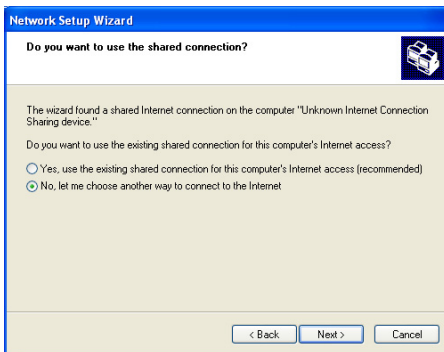 Network Setup Wizard
Do you want to use the shared connection?
The wizard found a shared Internet connection on the computer "Unknown Internet Connection
Sharing device."
Do you want to use the existing shared connection for this computer's Internet access?
Yes, use the existing shared connection for this computer's Internet access (recommended)
No, let me choose another way to connect to the Internet
< Back Next > Cancel